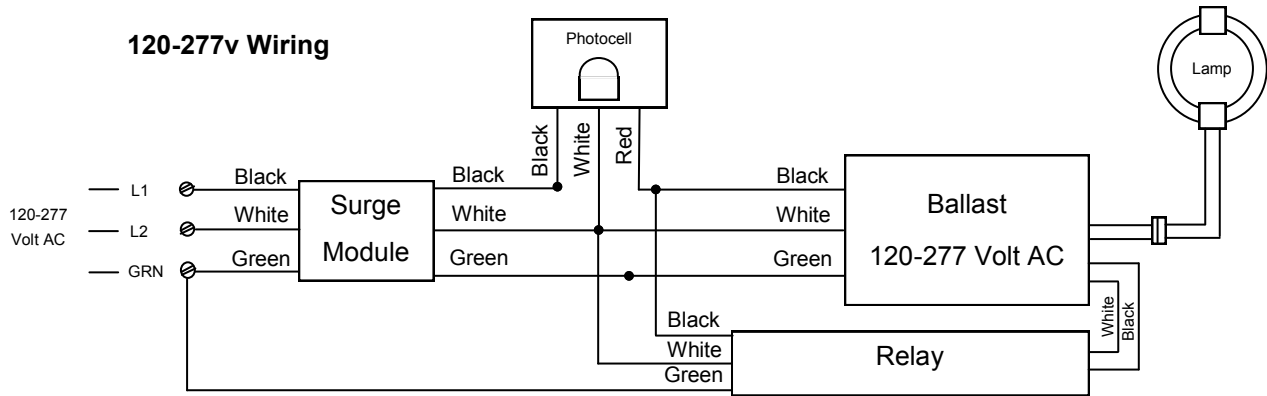 120-277v Wiring
Photocell
Lamp
Black
White
Red
120-277
Volt AC
L1
L2
GRN
Black
White
Green
Surge
Module
Black
White
Green
Black
White
Green
Ballast
120-277 Volt AC
White
Black
Black
White
Green
Relay